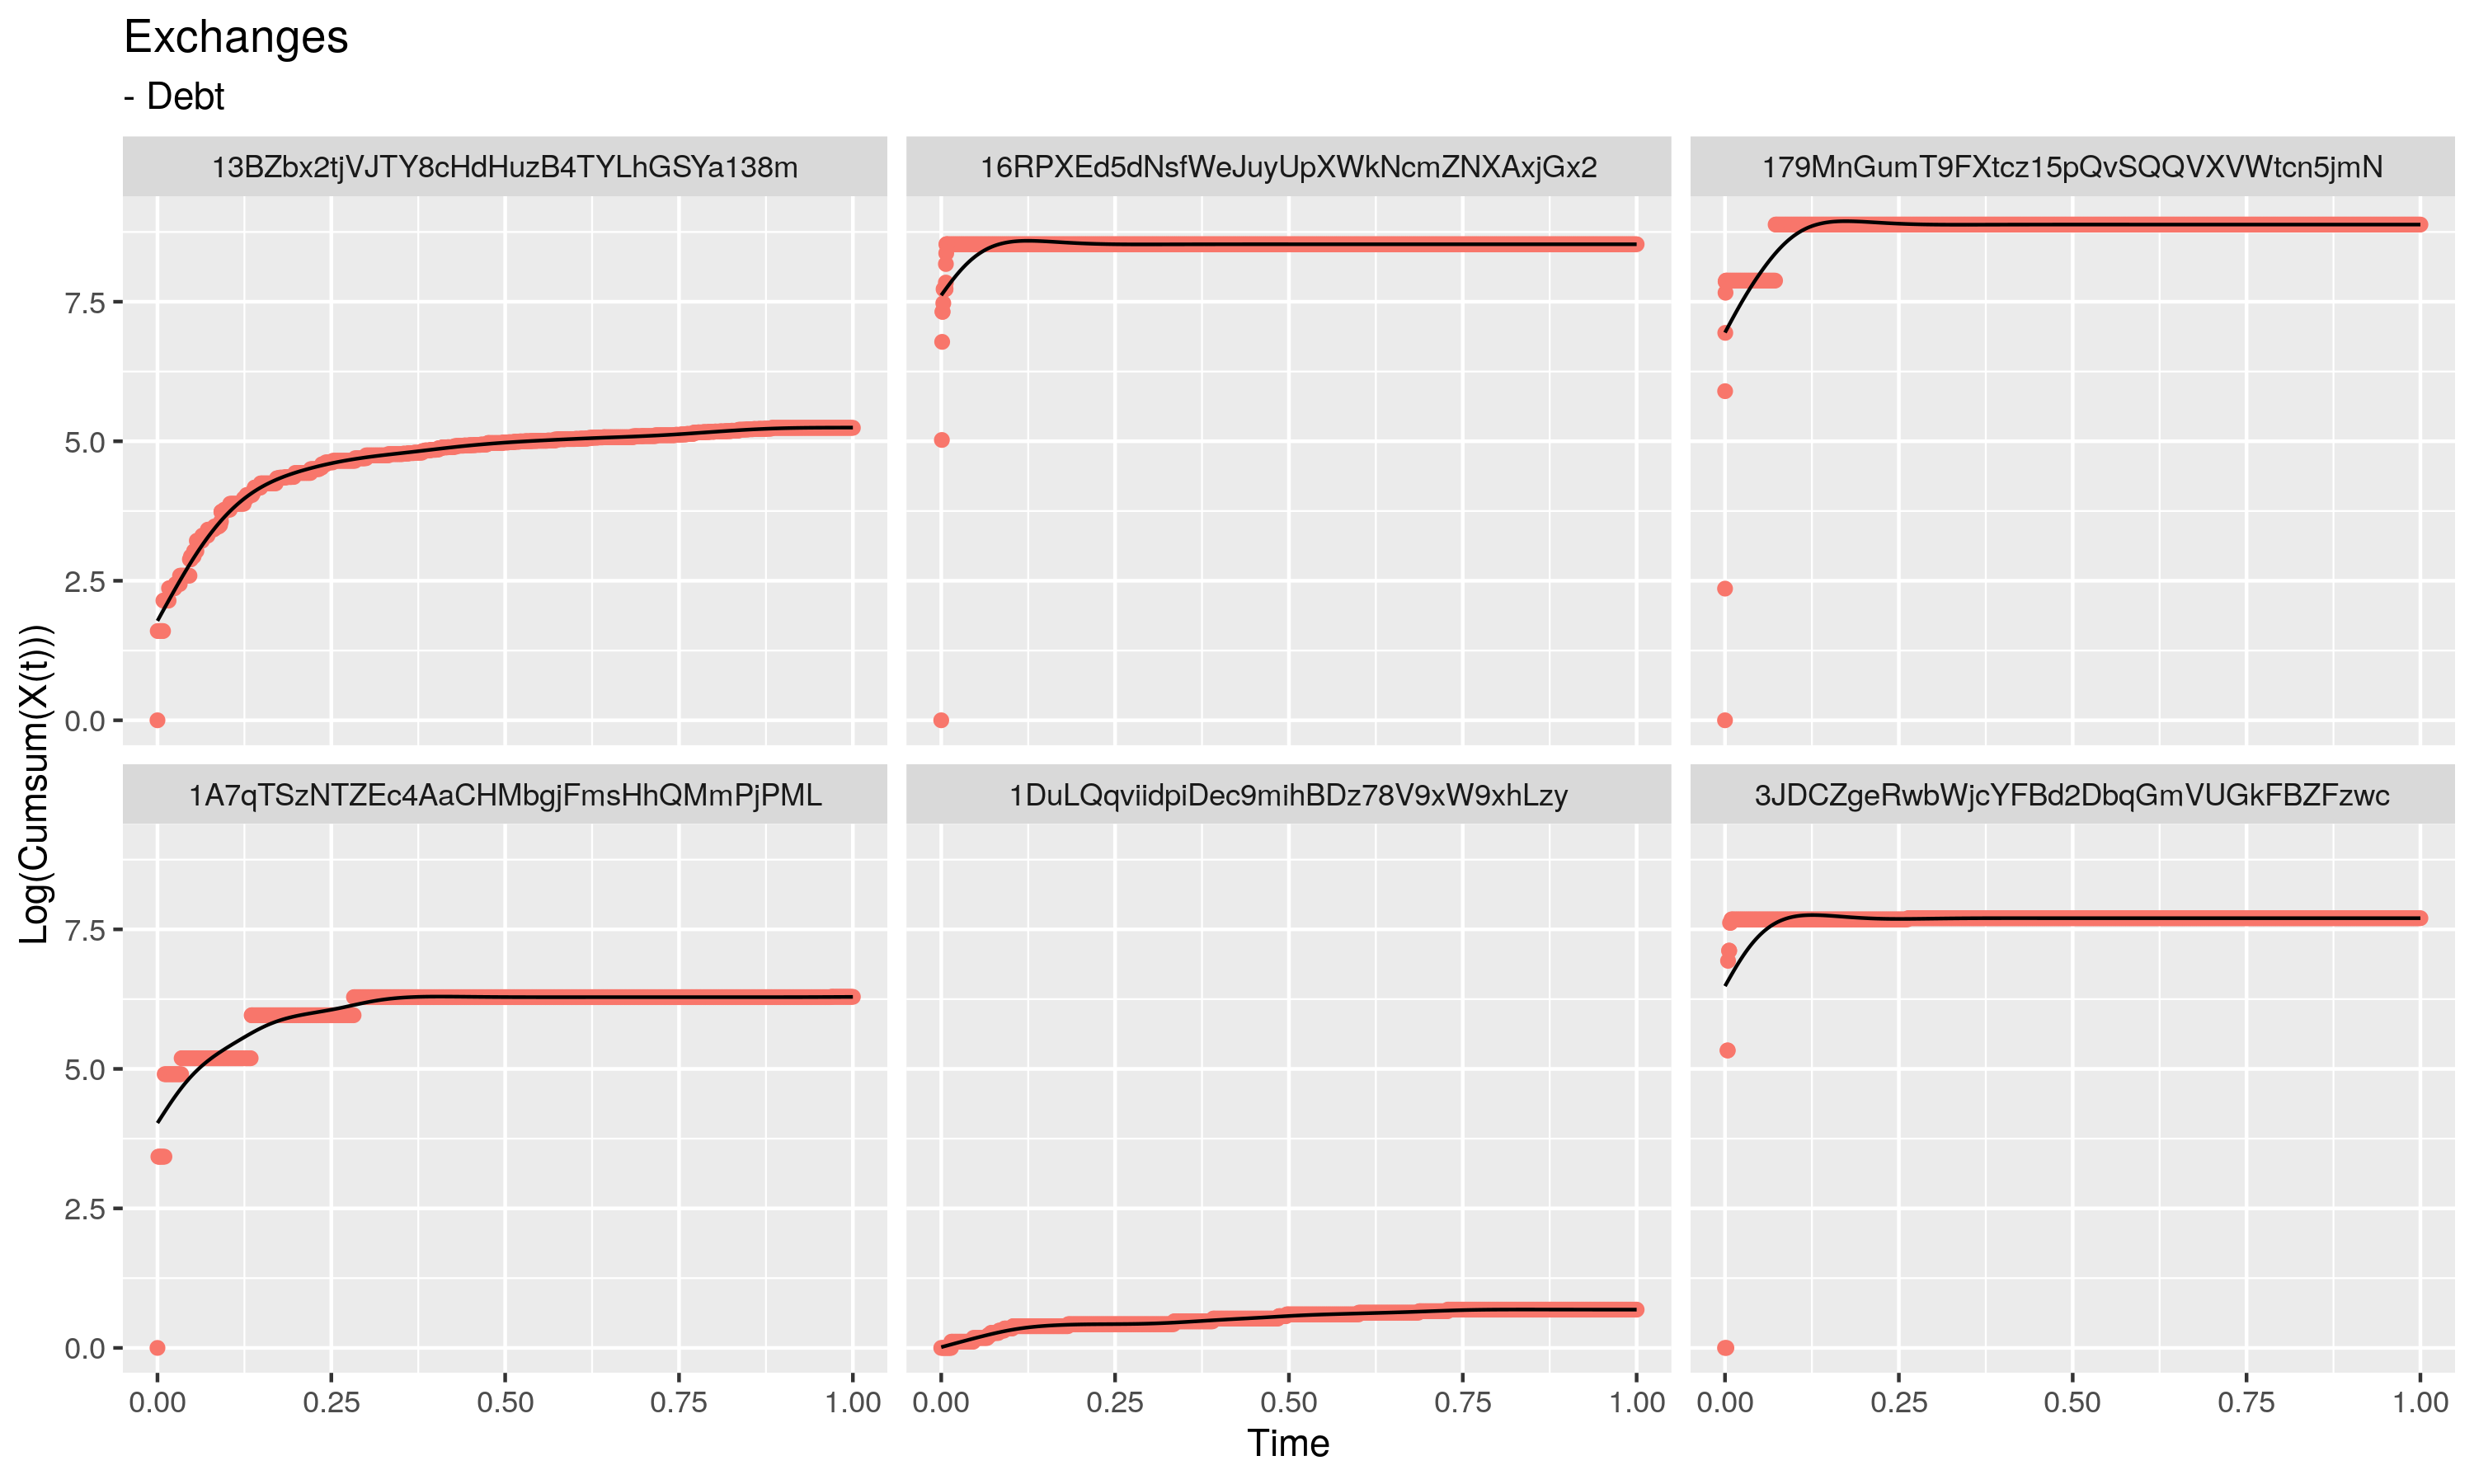 Exchanges
- Debt
13BZbx2tjVJTY8cHdHuzB4TYLhGSYa138m
16RPXEd5dNsfWeJuyUpXWkNcmZNXAxjGx2
179MnGumT9FXtcz15pQvSQQVXVWtcn5jmN
7.5
5.0
2.5
0.0
Log(Cumsum(X(t)))
1A7qTSzNTZEc4AaCHMbgjFmsHhQMmPjPML
1DuLQqviidpiDec9mihBDz78V9xW9xhLzy
3JDCZgeRwbWjcYFBd2DbqGmVUGkFBZFzwc
7.5
5.0
2.5
0.0
0.00 0.25 0.50 0.75 1.00
0.00 0.25 0.50 0.75 1.00
0.00 0.25 0.50 0.75 1.00
Time